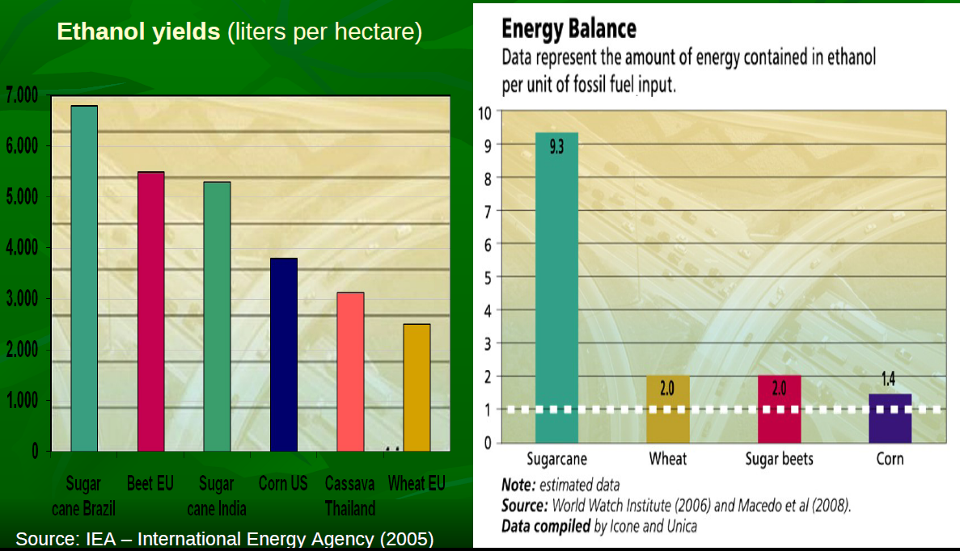 Ethanol yields (liters per hectare)
7.000
6.000
5.000
4.000
3.000
2.000
1.000
0
Sugar cane Brazil
Beet EU
Sugar cane India
Corn US
Cassava Thailand
Wheat EU
Source: IEA – International Energy Agency (2005)
Energy Balance
Data represent the amount of energy contained in ethanol
per unit of fossil fuel input.
10
9
8
7
6
5
4
3
2
1
0
9.3
2.0
2.0
1.4
Sugarcane
Wheat
Sugar beets
Corn
Note: estimated data
Source: World Watch Institute (2006) and Macedo et al (2008).
Data compiled by Icone and Unica